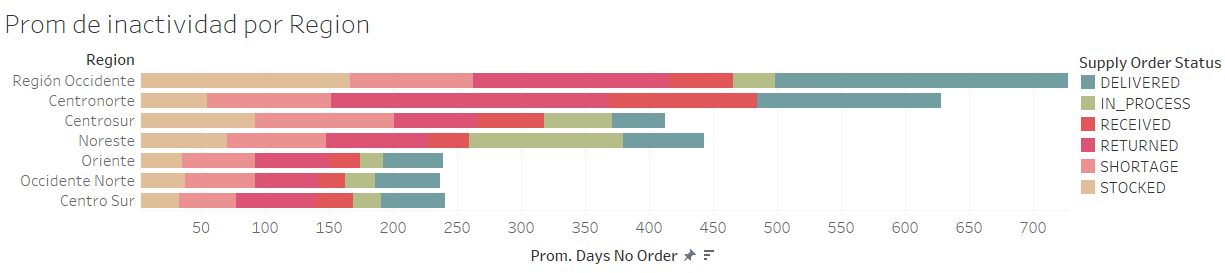 Prom de inactividad por Region
Region
Región Occidente
Centronorte
Centrosur
Noreste
Oriente
Occidente Norte
Centro Sur
50 100 150 200 250 300 350 400 450 500 550 600 650 700
Prom. Days No Order
Supply Order Status
DELIVERED
IN_PROCESS
RECEIVED
RETURNED
SHORTAGE
STOCKED